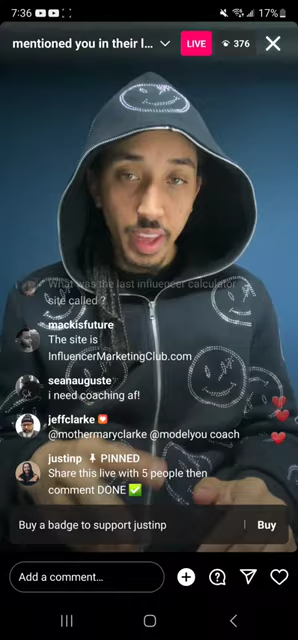 7:36
17%
mentioned you in their l...
LIVE
376
What was the last influencer calculator
site called ?
mackisfuture
The site is
InfluencerMarketingClub.com
seanauguste
i need coaching af!
jeffclarke
@mothermaryclarke @modelyou coach
justinp PINNED
Share this live with 5 people then
comment DONE ✅
Buy a badge to support justinp
Buy
Add a comment...